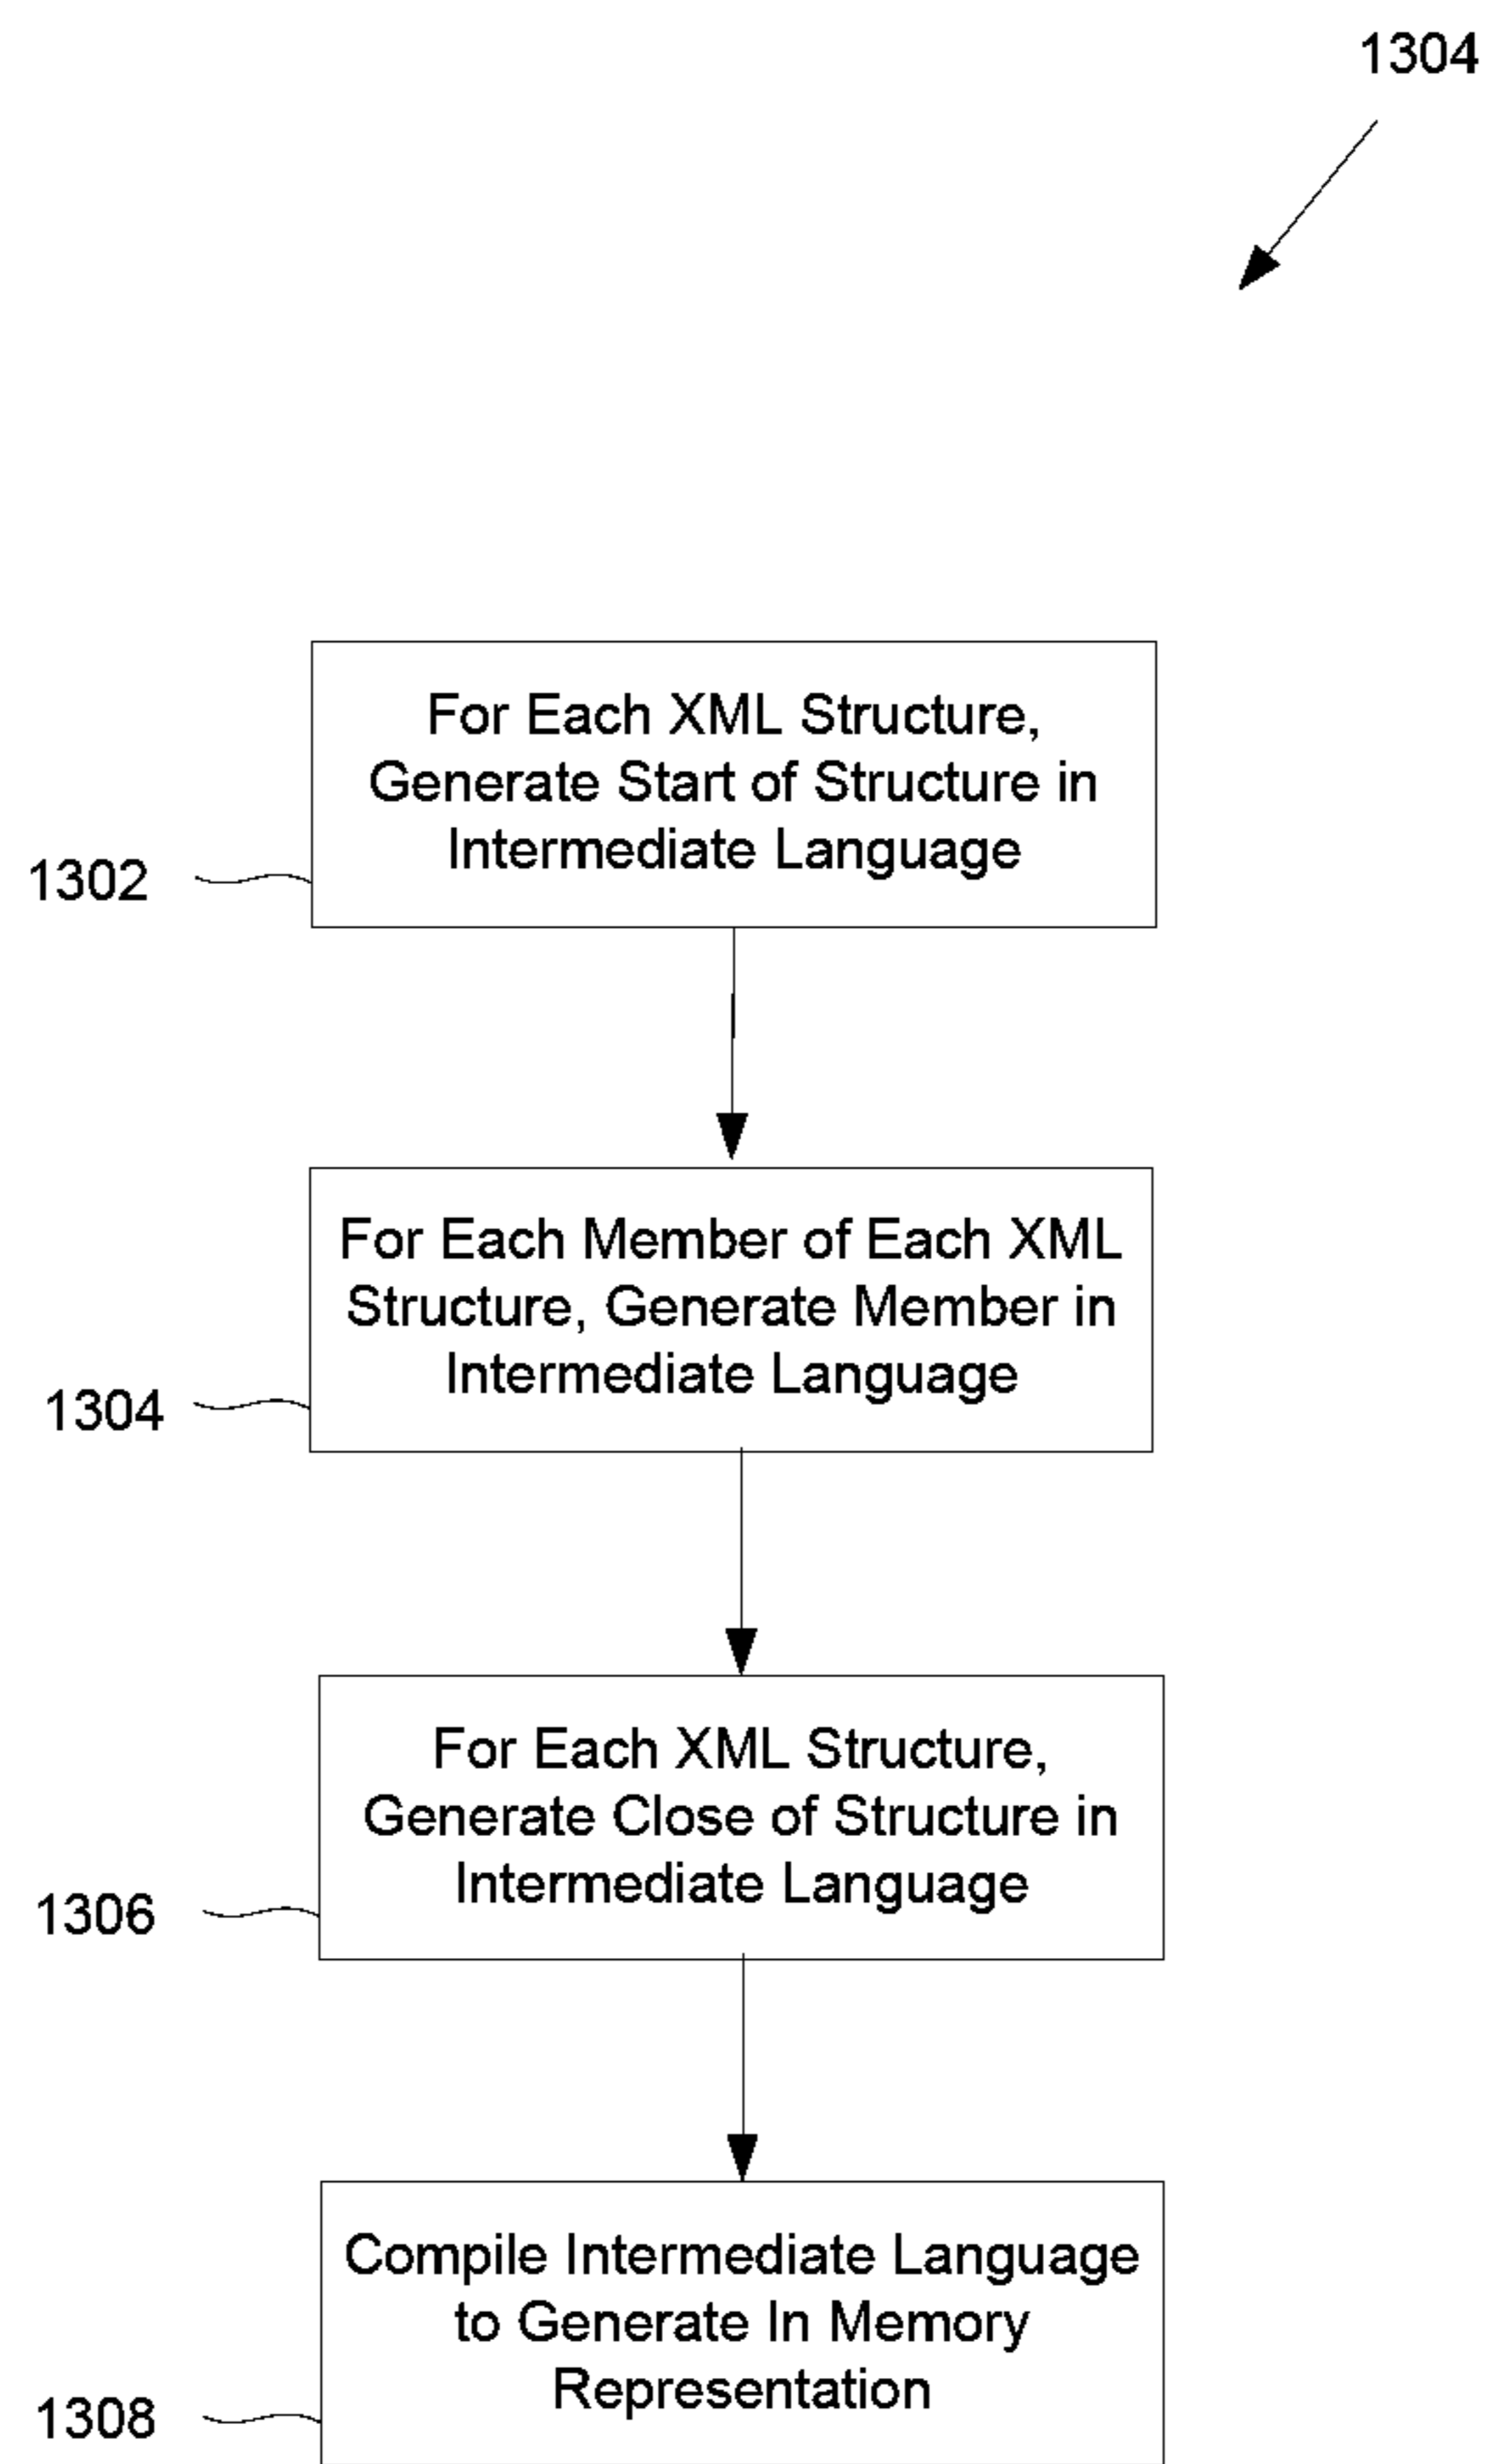 1304
For Each XML Structure,
Generate Start of Structure in
Intermediate Language
1302
For Each Member of Each XML
Structure, Generate Member in
Intermediate Language
1304
For Each XML Structure,
Generate Close of Structure in
Intermediate Language
1306
Compile Intermediate Language
to Generate In Memory
Representation
1308